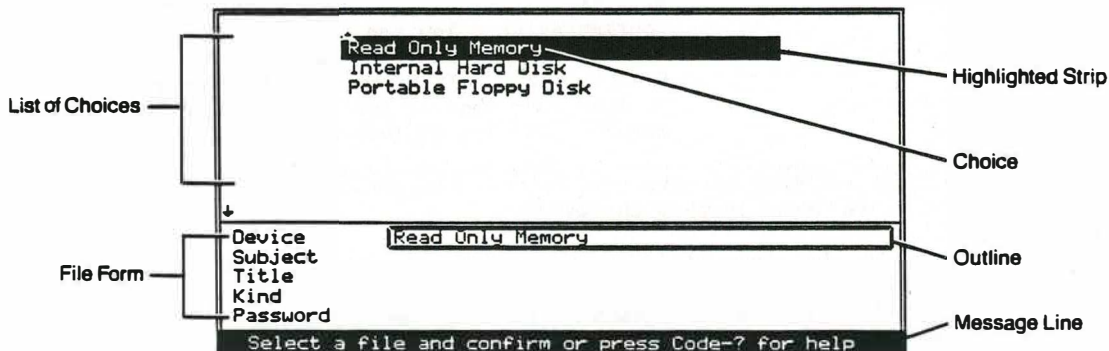 Read Only Memory
Internal Hard Disk
Portable Floppy Disk
List of Choices
Highlighted Strip
Choice
Device Read Only Memory
Subject
Title
Kind
Password
File Form
Outline
Message Line
Select a file and confirm or press Code-? for help